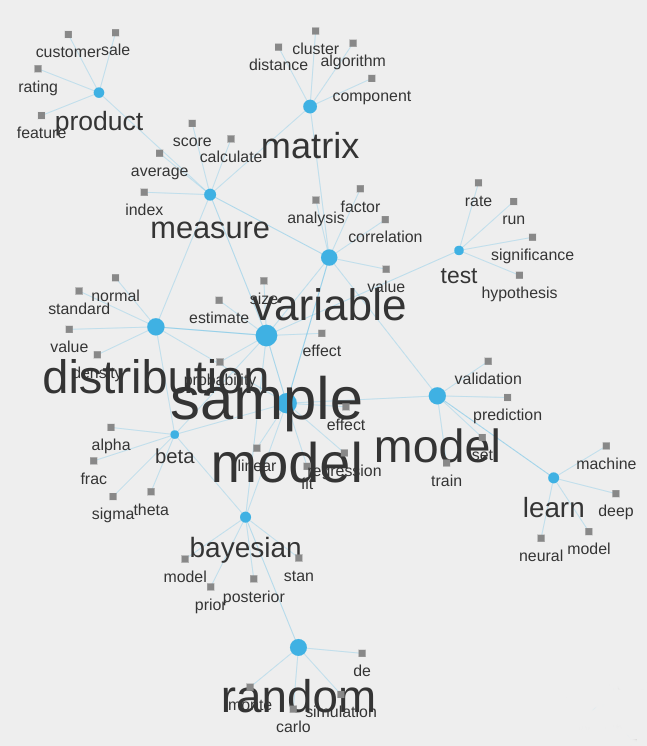 customer
sale
cluster
distance
algorithm
rating
component
product
feature
score
matrix
calculate
average
rate
factor
index
analysis
run
measure
correlation
significance
test
value
hypothesis
normal
size
standard
variable
estimate
value
effect
density
distribution
probability
validation
sample
prediction
effect
alpha
model
model
set
beta
linear
regression
machine
frac
fit
train
sigma
theta
learn
deep
bayesian
neural
model
model
stan
prior
posterior
de
random
monte
simulation
carlo